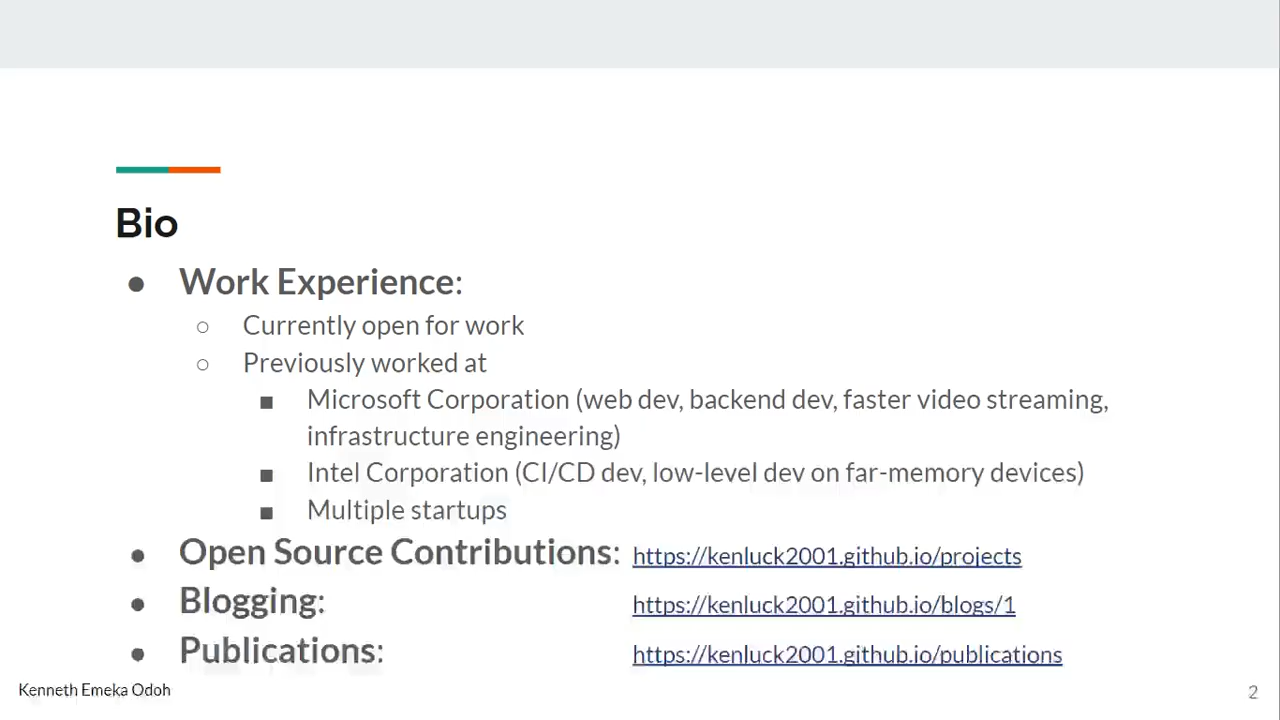 Bio
● Work Experience:
○ Currently open for work
○ Previously worked at
■ Microsoft Corporation (web dev, backend dev, faster video streaming,
infrastructure engineering)
■ Intel Corporation (CI/CD dev, low-level dev on far-memory devices)
■ Multiple startups
● Open Source Contributions: https://kenluck2001.github.io/projects
● Blogging: https://kenluck2001.github.io/blogs/1
● Publications: https://kenluck2001.github.io/publications
Kenneth Emeka Odoh
2